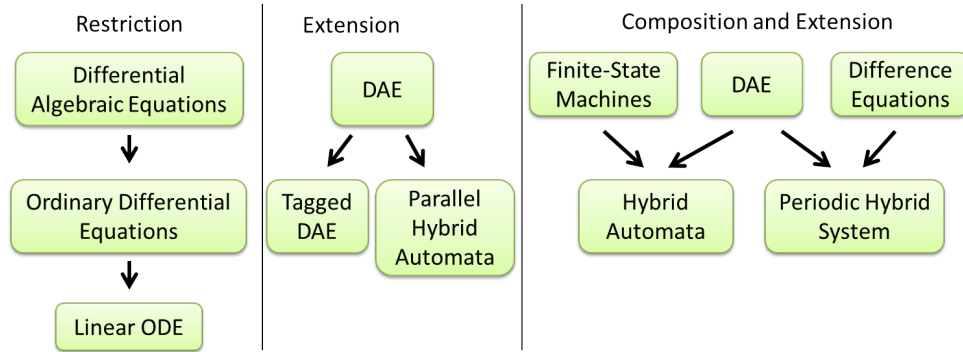 Restriction
Differential
Algebraic Equations
Ordinary Differential
Equations
Linear ODE
Extension
DAE
Tagged
DAE
Parallel
Hybrid
Automata
Composition and Extension
Finite-State
Machines
DAE
Difference
Equations
Hybrid
Automata
Periodic Hybrid
System